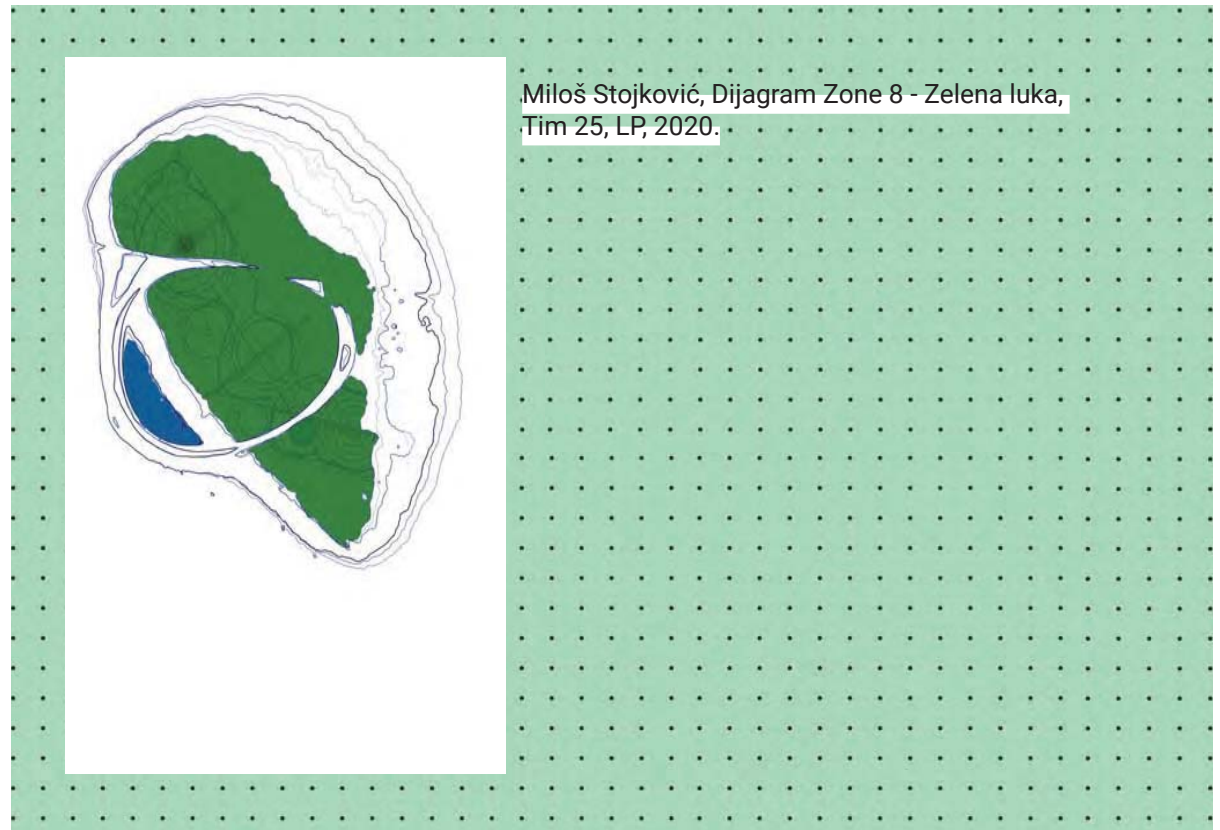 Miloš Stojković, Dijagram Zone 8 - Zelena luka,
Tim 25, LP, 2020.